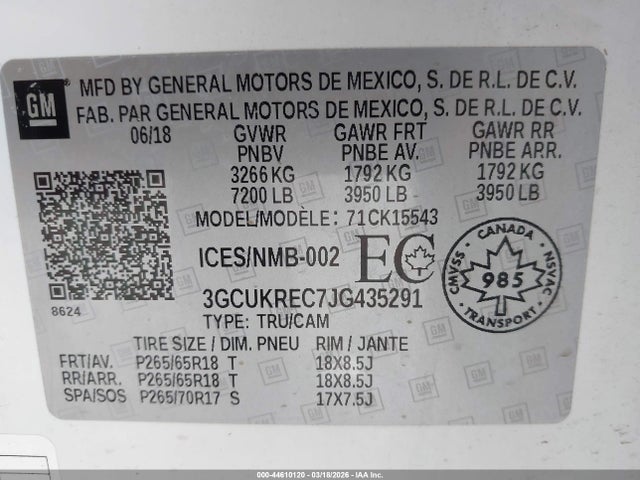 GM
MFD BY GENERAL MOTORS DE MEXICO, S. DE R.L. DE C.V.
FAB. PAR GENERAL MOTORS DE MEXICO, S. DE R.L. DE C.V.
06/18 GVWR GAWR FRT GAWR RR
PNBV PNBE AV. PNBE ARR.
3266 KG 1792 KG 1792 KG
7200 LB 3950 LB 3950 LB
MODEL/MODÈLE: 71CK15543
ICES/NMB-002 EC
CANADA
CMVSS 985 NSVAC
TRANSPORT
8624
3GCUKREC7JG435291
TYPE: TRU/CAM
TIRE SIZE / DIM. PNEU RIM / JANTE
FRT/AV. P265/65R18 T 18X8.5J
RR/ARR. P265/65R18 T 18X8.5J
SPA/SOS P265/70R17 S 17X7.5J
000-44610120 - 03/18/2026 - IAA Inc.